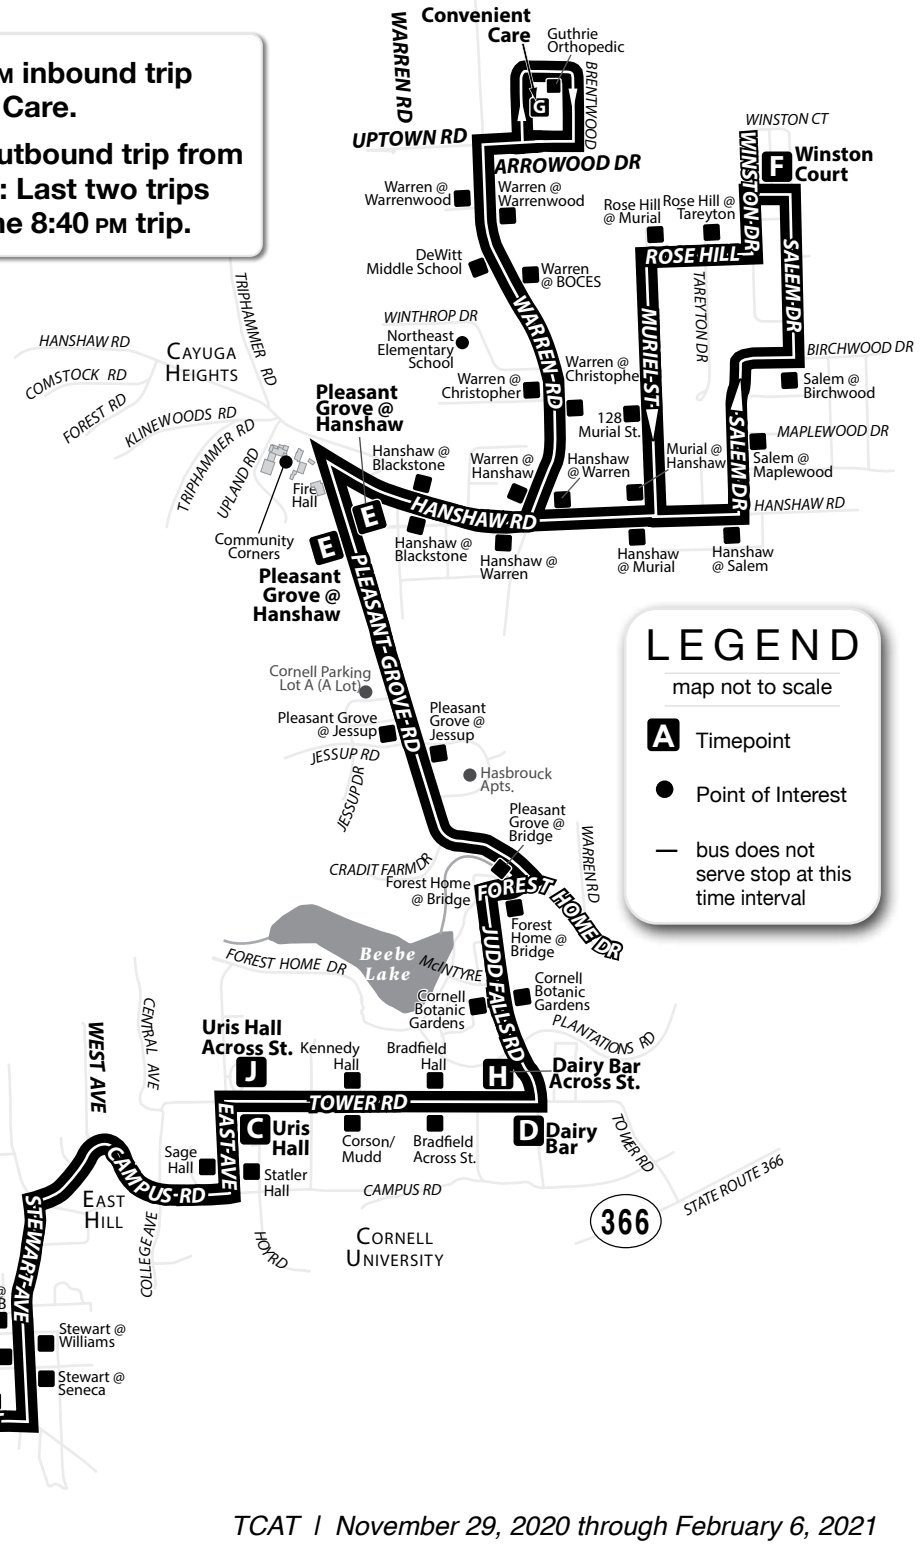 M inbound trip
Care.
utbound trip from
: Last two trips
ne 8:40 PM trip.
WARREN RD
Convenient
Care
Guthrie
Orthopedic
BRENTWOOD
G
UPTOWN RD
ARROWOOD DR
WINSTON CT
WINSTON DR
F
Winston
Court
Warren @
Warrenwood
Warren @
Warrenwood
Rose Hill
@ Murial
Rose Hill @
Tareyton
ROSE HILL
SALEM DR
DeWitt
Middle School
Warren
@ BOCES
TRIPHAMMER RD
WINTHROP DR
Northeast
Elementary
School
WARREN RD
MURIEL ST
TAREYTON DR
HANSHAW RD
CAYUGA
HEIGHTS
COMSTOCK RD
FOREST RD
KLINEWOODS RD
TRIPHAMMER RD
UPLAND RD
Pleasant
Grove @
Hanshaw
Warren @
Christopher
Warren @
Christophe
BIRCHWOOD DR
Salem @
Birchwood
128
Murial St.
SALEM DR
MAPLEWOOD DR
Salem @
Maplewood
Hanshaw @
Blackstone
Warren @
Hanshaw
Hanshaw
@ Warren
Murial @
Hanshaw
Fire
Hall
HANSHAW RD
HANSHAW RD
E
E
Community
Corners
Hanshaw @
Blackstone
Hanshaw @
Warren
Hanshaw
@ Murial
Hanshaw
@ Salem
Pleasant
Grove @
Hanshaw
PLEASANT GROVE RD
LEGEND
map not to scale
A
Timepoint
Point of Interest
— bus does not
serve stop at this
time interval
Cornell Parking
Lot A (A Lot)
Pleasant Grove
@ Jessup
Pleasant
Grove @
Jessup
JESSUP RD
JESSUP DR
Hasbrouck
Apts.
Pleasant
Grove @
Bridge
WARREN RD
CRADIT FARM DR
Forest Home
@ Bridge
FOREST HOME DR
Forest
Home @
Bridge
JUDD FALLS RD
Beebe
Lake
FOREST HOME DR
McINTYRE
Cornell
Botanic
Gardens
Cornell
Botanic
Gardens
PLANTATIONS RD
CENTRAL AVE
WEST AVE
Uris Hall
Across St.
J
Kennedy
Hall
Bradfield
Hall
H
Dairy Bar
Across St.
TOWER RD
EAST AVE
C
Uris
Hall
Corson/
Mudd
Bradfield
Across St.
D
Dairy
Bar
TOWER RD
STATE ROUTE 366
366
Sage
Hall
Statler
Hall
CAMPUS RD
CAMPUS RD
EAST
HILL
COLLEGE AVE
HOY RD
CORNELL
UNIVERSITY
STEWART AVE
@
B
Stewart @
Williams
Stewart @
Seneca
TCAT | November 29, 2020 through February 6, 2021